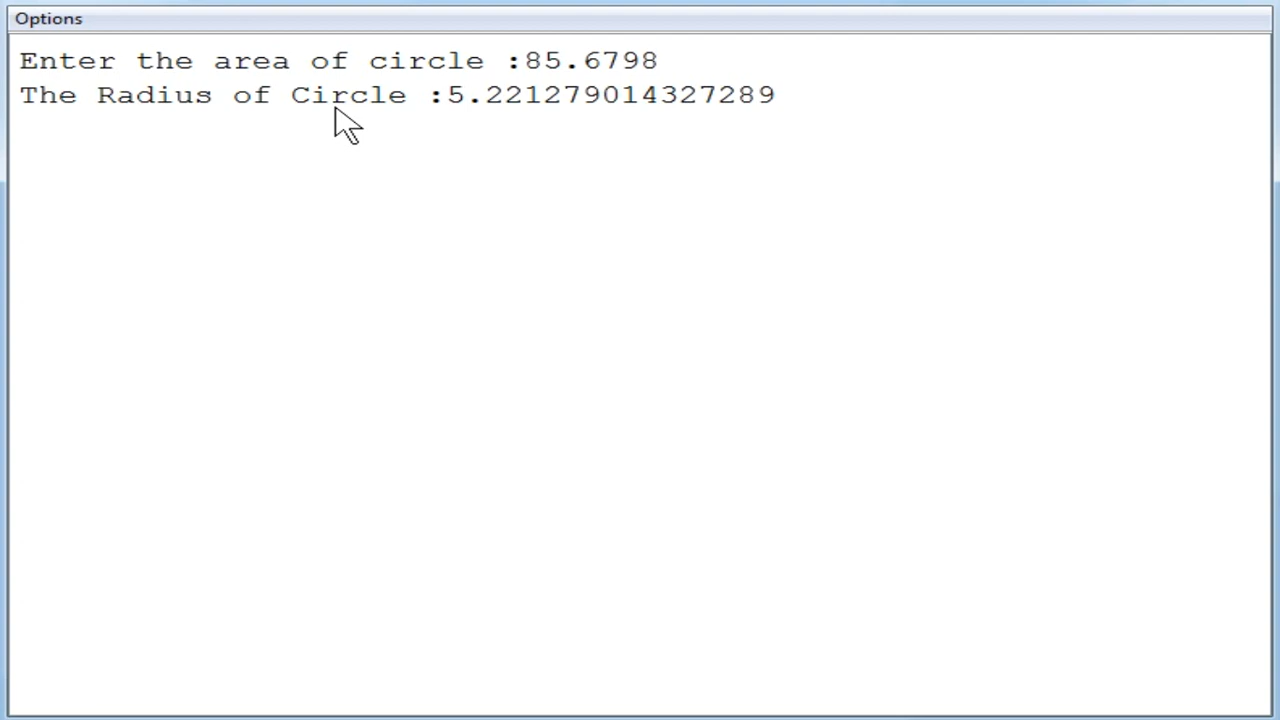 Options
Enter the area of circle :85.6798
The Radius of Circle :5.221279014327289